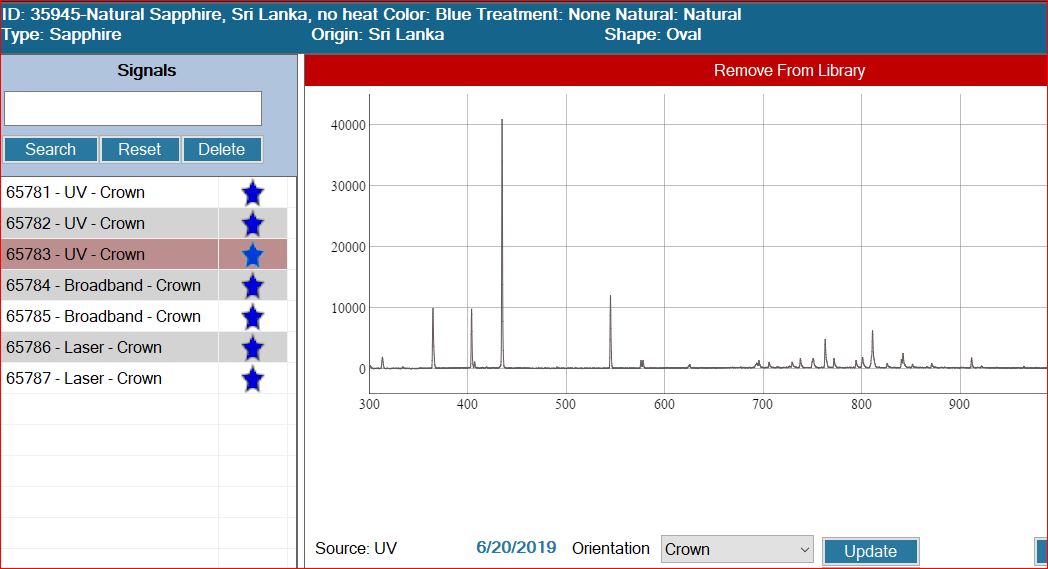 ID: 35945-Natural Sapphire, Sri Lanka, no heat Color: Blue Treatment: None Natural: Natural
Type: Sapphire Origin: Sri Lanka Shape: Oval
Signals
Remove From Library
Search Reset Delete
65781 - UV - Crown
65782 - UV - Crown
65783 - UV - Crown
65784 - Broadband - Crown
65785 - Broadband - Crown
65786 - Laser - Crown
65787 - Laser - Crown
40000
30000
20000
10000
0
300 400 500 600 700 800 900
Source: UV 6/20/2019 Orientation Crown Update